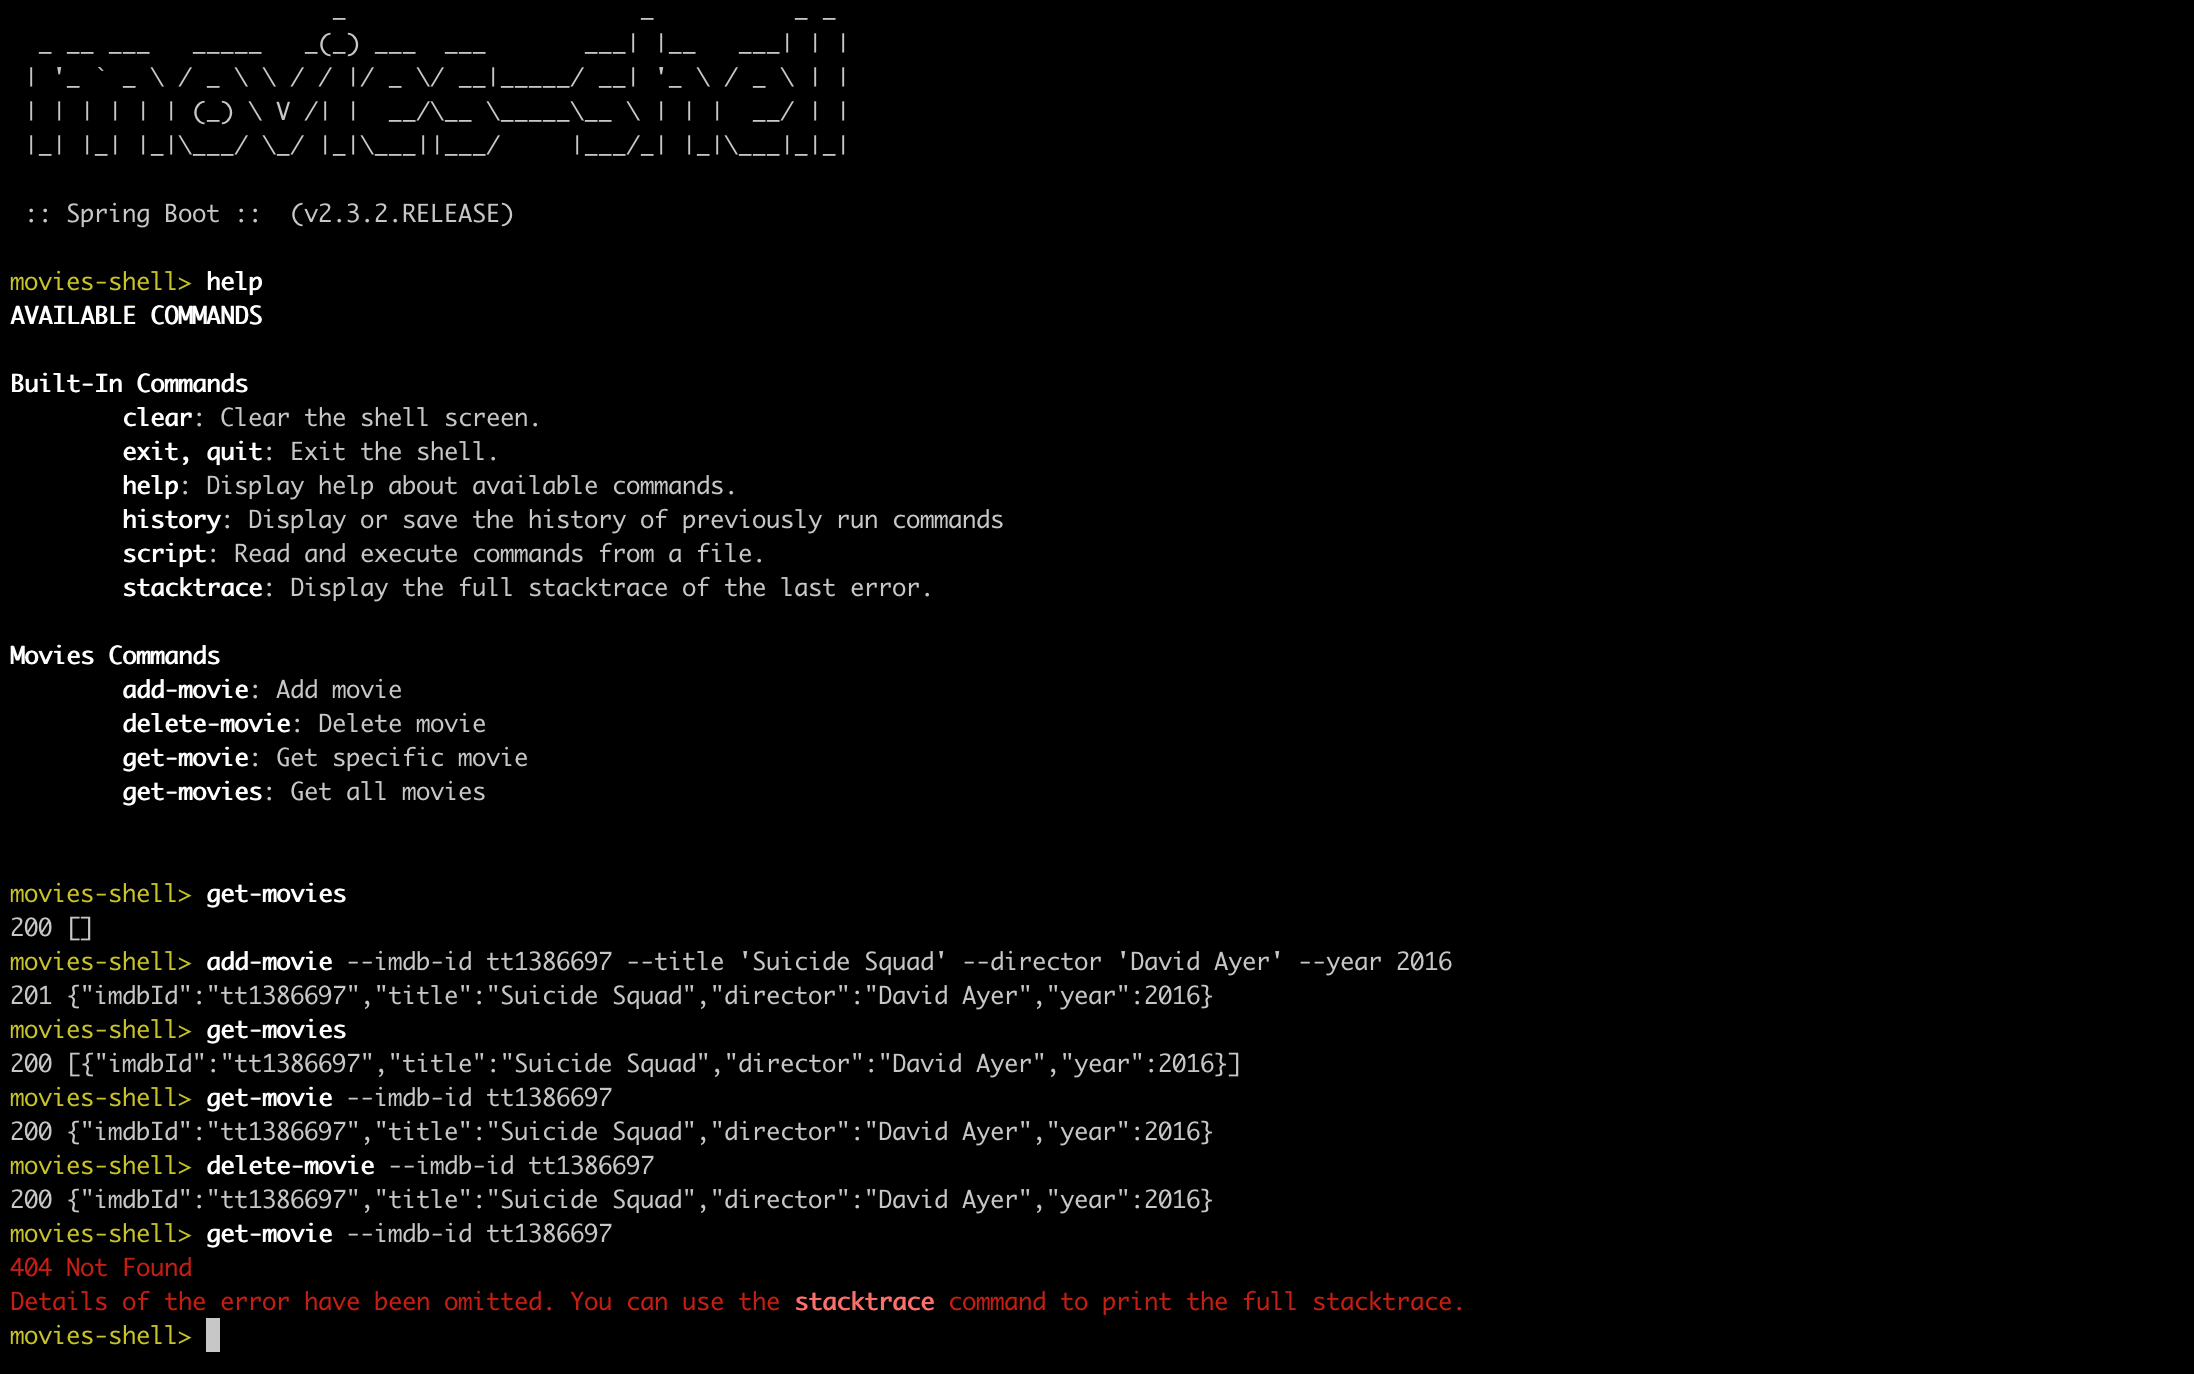 _                     _          _ _
  _ __ ___   _____   _(_) ___  ___       ___| |__   ___| | |
 | '_ ` _ \ / _ \ \ / / |/ _ \/ __|_____/ __| '_ \ / _ \ | |
 | | | | | | (_) \ V /| |  __/\__ \_____\__ \ | | |  __/ | |
 |_| |_| |_|\___/ \_/ |_|\___||___/     |___/_| |_|\___|_|_|
:: Spring Boot ::  (v2.3.2.RELEASE)
movies-shell> help
AVAILABLE COMMANDS
Built-In Commands
clear: Clear the shell screen.
exit, quit: Exit the shell.
help: Display help about available commands.
history: Display or save the history of previously run commands
script: Read and execute commands from a file.
stacktrace: Display the full stacktrace of the last error.
Movies Commands
add-movie: Add movie
delete-movie: Delete movie
get-movie: Get specific movie
get-movies: Get all movies
movies-shell> get-movies
200 []
movies-shell> add-movie --imdb-id tt1386697 --title 'Suicide Squad' --director 'David Ayer' --year 2016
201 {"imdbId":"tt1386697","title":"Suicide Squad","director":"David Ayer","year":2016}
movies-shell> get-movies
200 [{"imdbId":"tt1386697","title":"Suicide Squad","director":"David Ayer","year":2016}]
movies-shell> get-movie --imdb-id tt1386697
200 {"imdbId":"tt1386697","title":"Suicide Squad","director":"David Ayer","year":2016}
movies-shell> delete-movie --imdb-id tt1386697
200 {"imdbId":"tt1386697","title":"Suicide Squad","director":"David Ayer","year":2016}
movies-shell> get-movie --imdb-id tt1386697
404 Not Found
Details of the error have been omitted. You can use the stacktrace command to print the full stacktrace.
movies-shell>